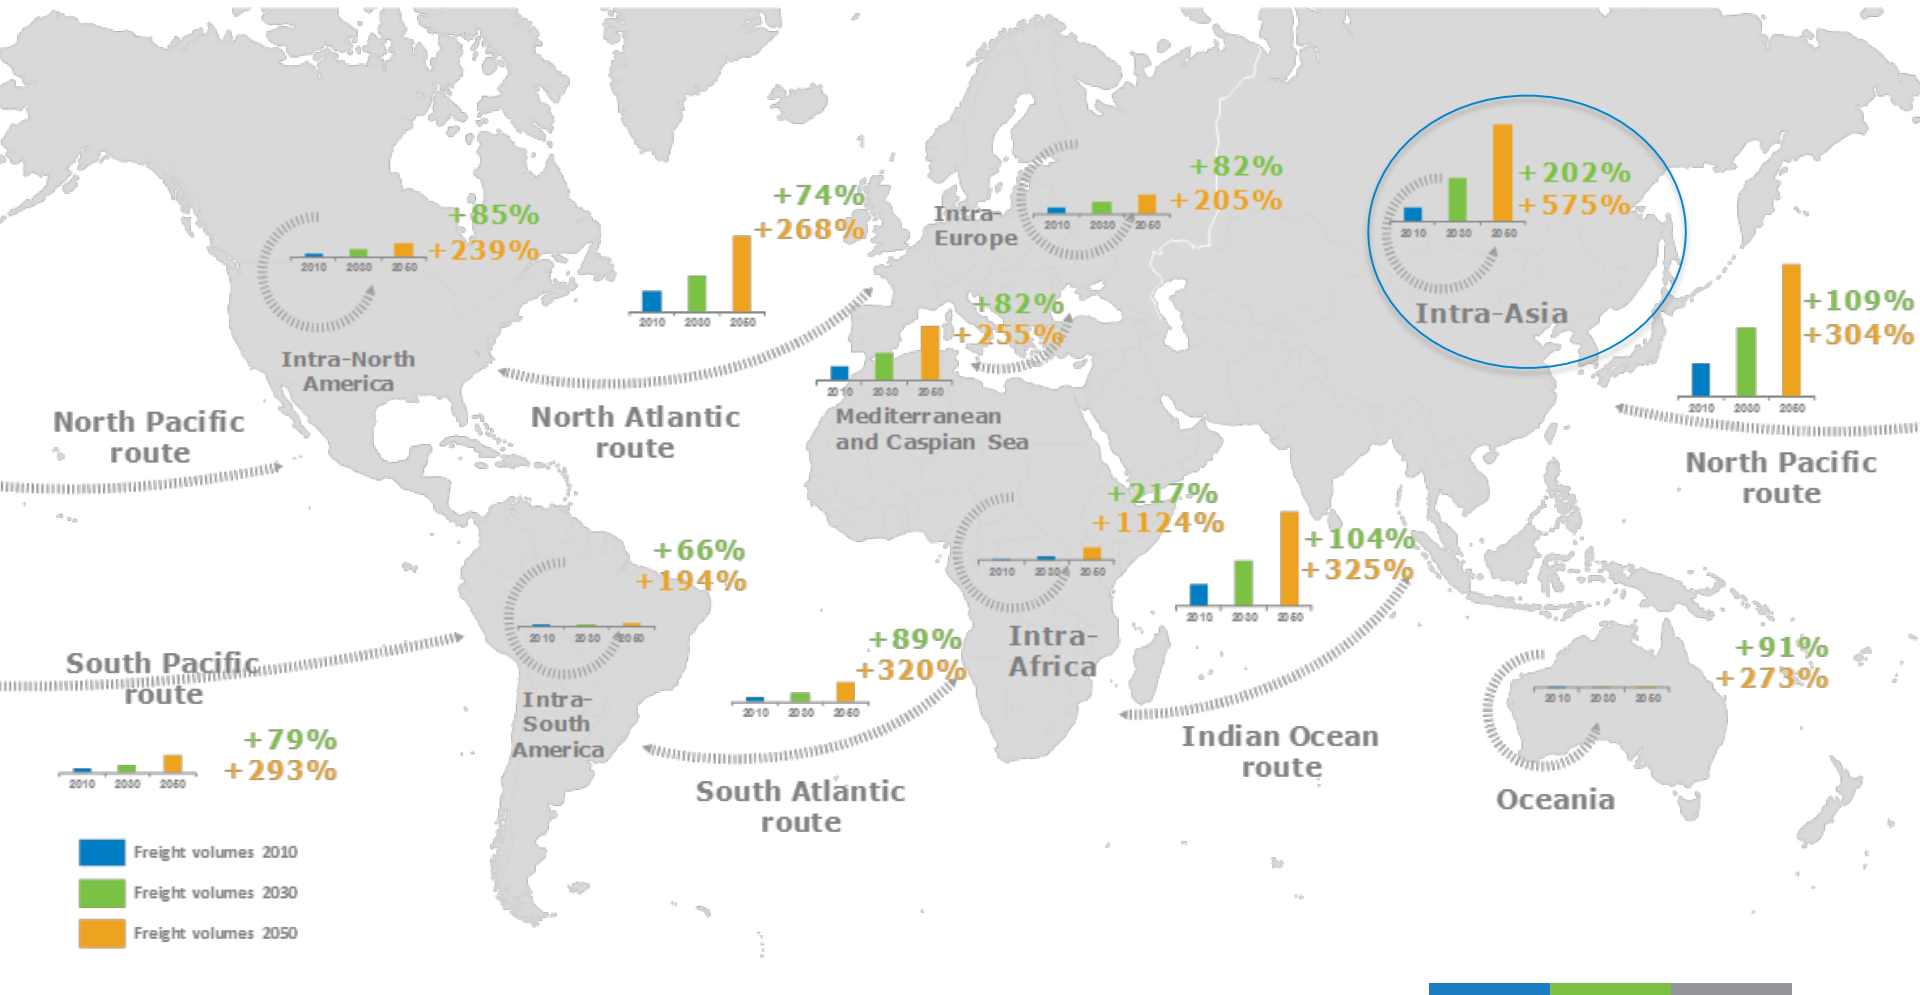 +85%
+239%
2010 2030 2050
Intra-North
America
+74%
+268%
2010 2030 2050
North Atlantic
route
Intra-
Europe
+82%
+205%
2010 2030 2050
+82%
+255%
2010 2030 2050
Mediterranean
and Caspian Sea
+202%
+575%
2010 2030 2050
Intra-Asia
+109%
+304%
2010 2030 2050
North Pacific
route
North Pacific
route
+66%
+194%
2010 2030 2050
Intra-
South
America
+217%
+1124%
2010 2030 2050
Intra-
Africa
+104%
+325%
2010 2030 2050
Indian Ocean
route
+89%
+320%
2010 2030 2050
South Atlantic
route
+91%
+273%
2010 2030 2050
Oceania
South Pacific
route
+79%
+293%
2010 2030 2050
Freight volumes 2010
Freight volumes 2030
Freight volumes 2050